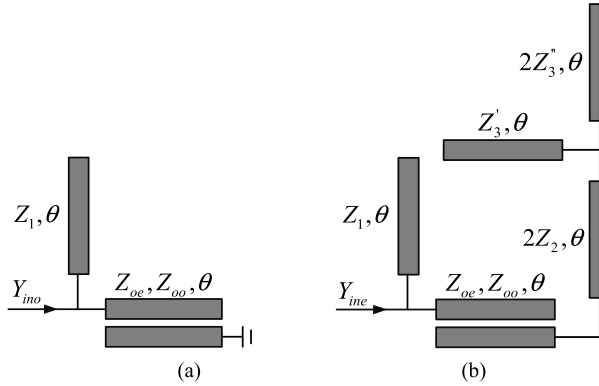 2Z₃", θ
Z₃', θ
Z₁, θ
Z₁, θ
2Z₂, θ
Y_ino
Z_oe, Z_oo, θ
Y_ine
Z_oe, Z_oo, θ
(a)
(b)